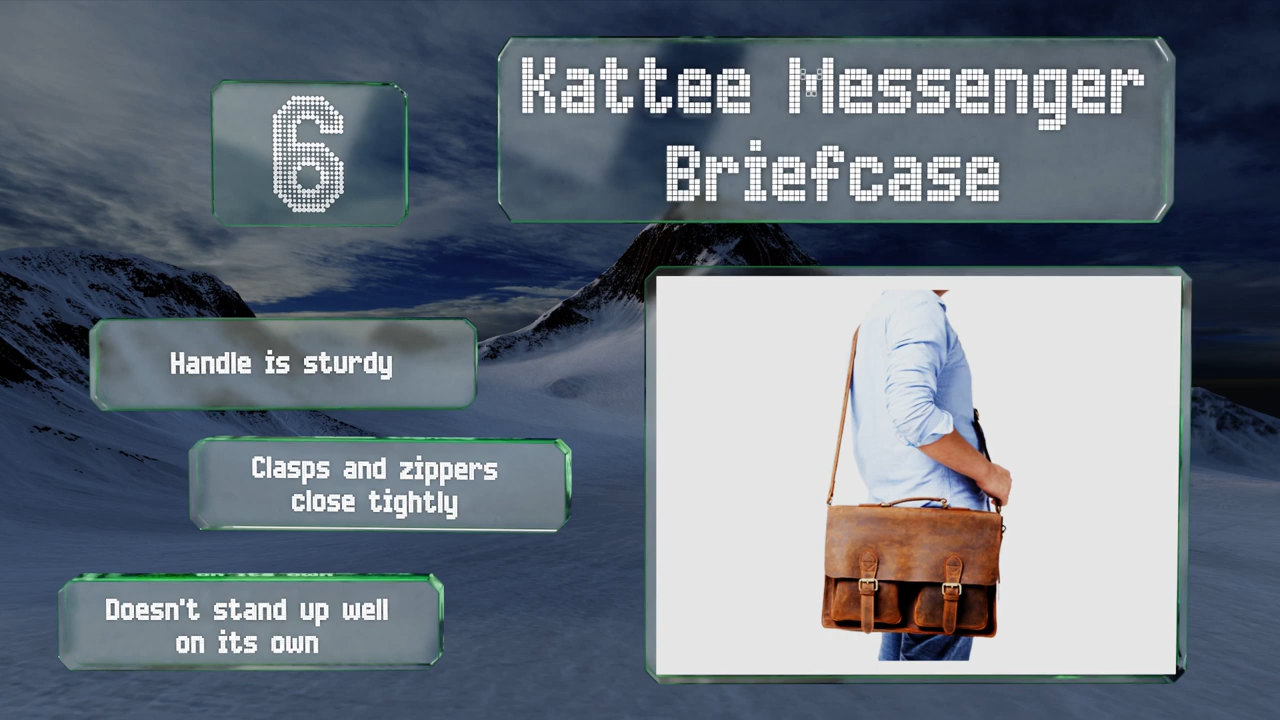 6
Kattee Messenger
Briefcase
Handle is sturdy
Clasps and zippers
close tightly
Doesn't stand up well
on its own